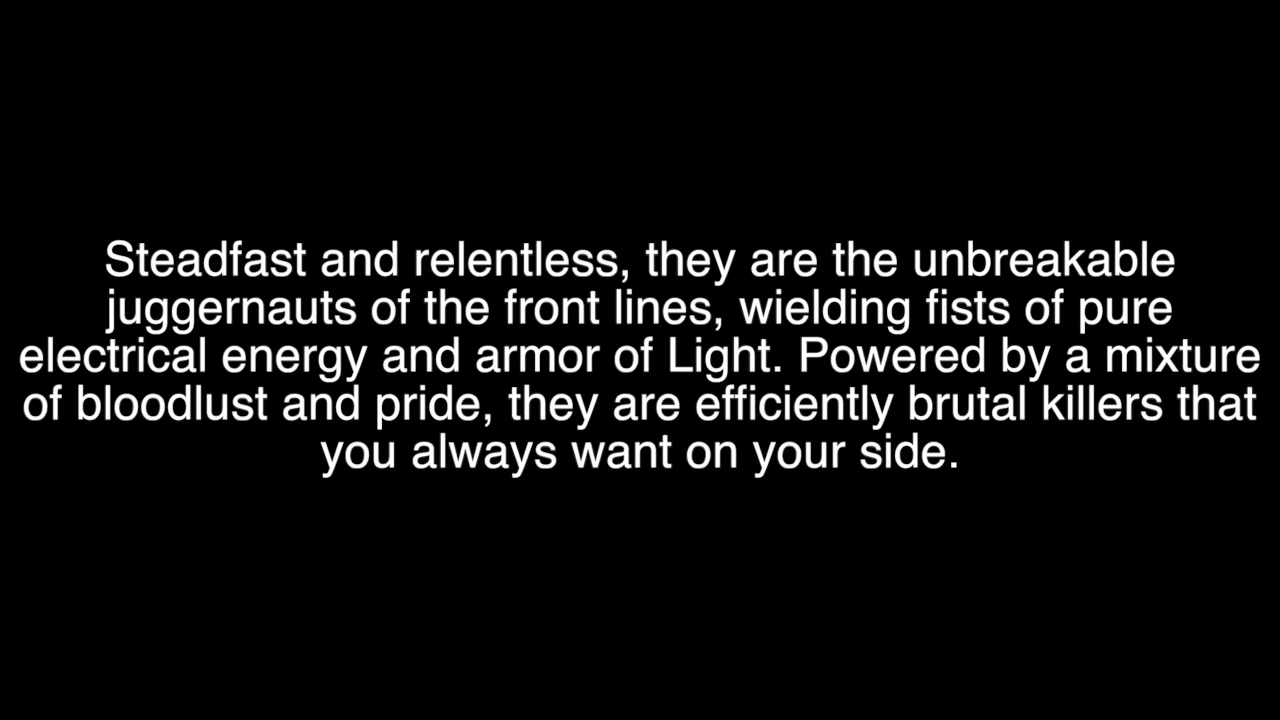 Steadfast and relentless, they are the unbreakable
juggernauts of the front lines, wielding fists of pure
electrical energy and armor of Light. Powered by a mixture
of bloodlust and pride, they are efficiently brutal killers that
you always want on your side.